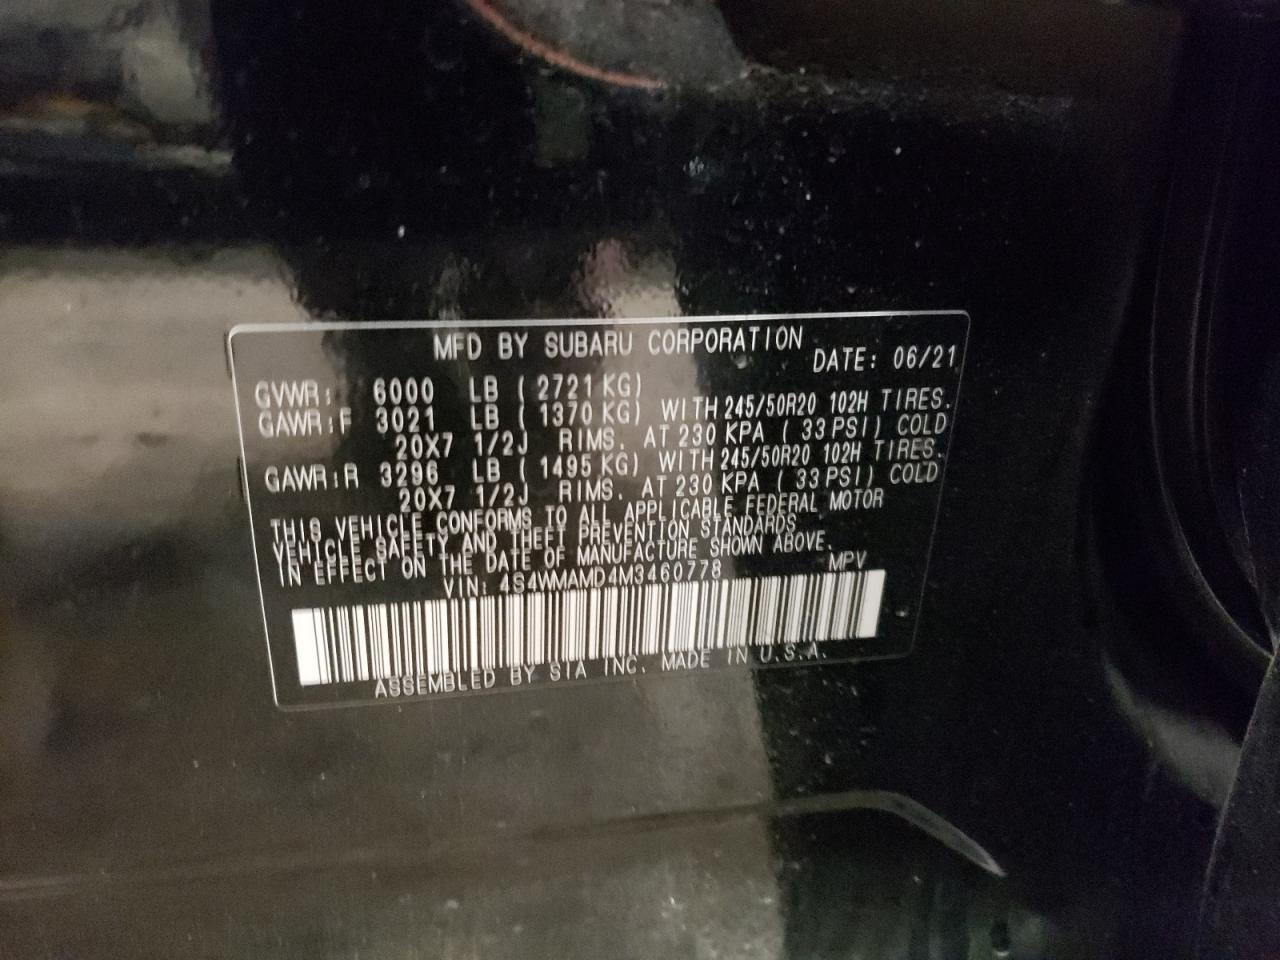 MFD BY SUBARU CORPORATION
DATE: 06/21
GVWR: 6000 LB ( 2721 KG)
GAWR:F 3021 LB ( 1370 KG) WITH 245/50R20 102H TIRES.
20X7 1/2J RIMS. AT 230 KPA ( 33 PSI) COLD
GAWR:R 3296 LB ( 1495 KG) WITH 245/50R20 102H TIRES.
20X7 1/2J RIMS. AT 230 KPA ( 33 PSI) COLD
THIS VEHICLE CONFORMS TO ALL APPLICABLE FEDERAL MOTOR
VEHICLE SAFETY AND THEFT PREVENTION STANDARDS
IN EFFECT ON THE DATE OF MANUFACTURE SHOWN ABOVE.
VIN: 4S4WMAMD4M3460778 MPV
ASSEMBLED BY SIA INC. MADE IN U.S.A.